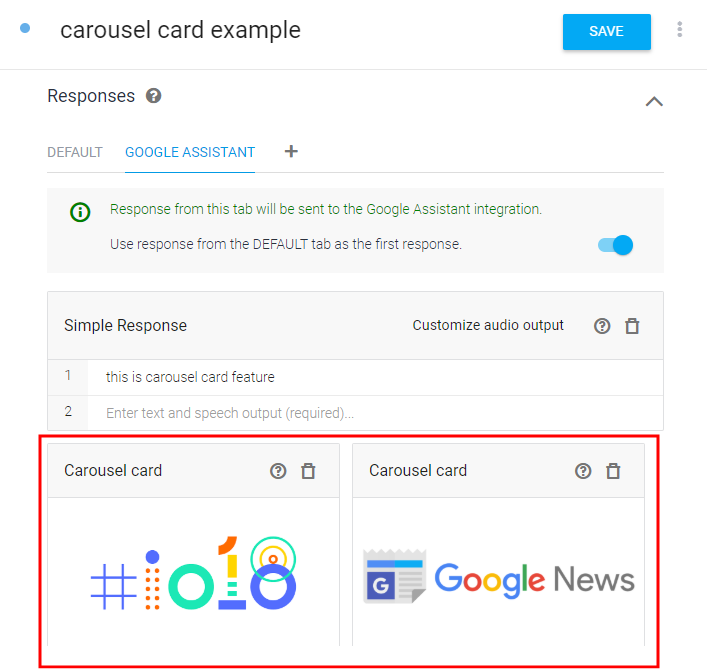 carousel card example
SAVE
Responses
DEFAULT
GOOGLE ASSISTANT
Response from this tab will be sent to the Google Assistant integration.
Use response from the DEFAULT tab as the first response.
Simple Response
Customize audio output
1
this is carousel card feature
2
Enter text and speech output (required)...
Carousel card
Carousel card
#io18
G
Google News